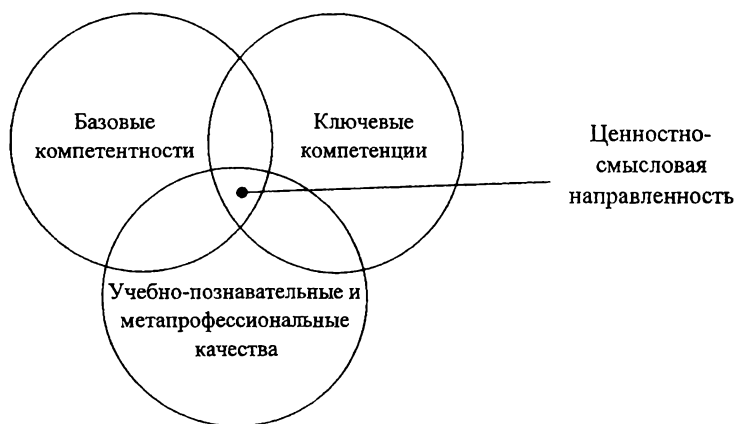 Базовые
компетентности
Ключевые
компетенции
Ценностно-
смысловая
направленность
Учебно-познавательные и
метапрофессиональные
качества